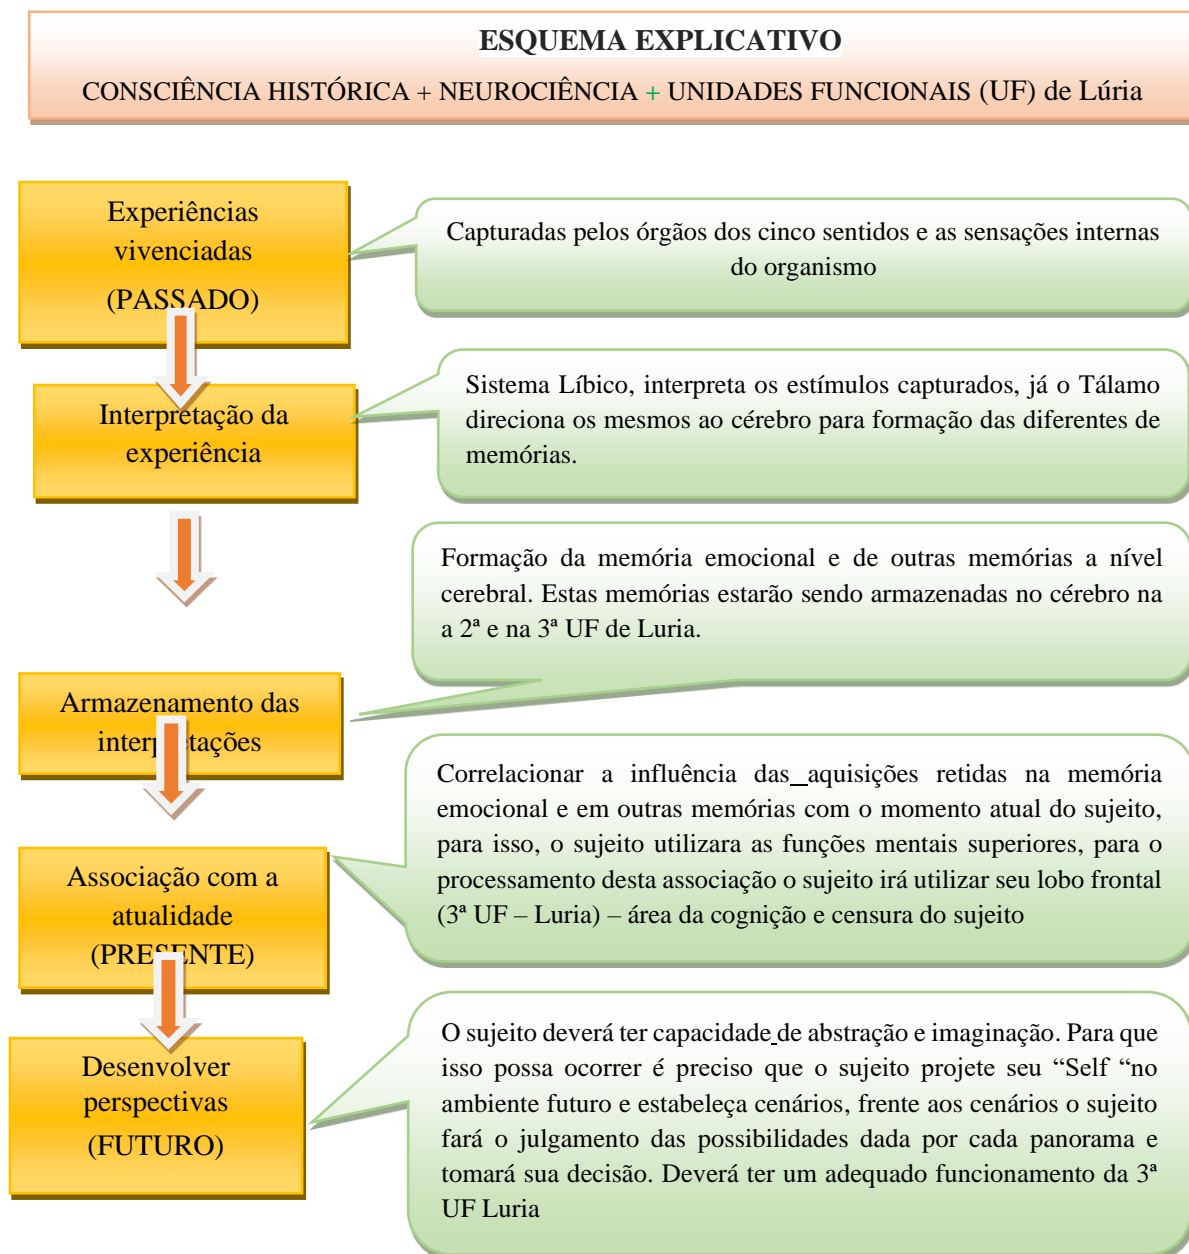 ESQUEMA EXPLICATIVO
CONSCIÊNCIA HISTÓRICA + NEUROCIÊNCIA + UNIDADES FUNCIONAIS (UF) de Lúria
Experiências
vivenciadas
(PASSADO)
Capturadas pelos órgãos dos cinco sentidos e as sensações internas
do organismo
Interpretação da
experiência
Sistema Líbico, interpreta os estímulos capturados, já o Tálamo
direciona os mesmos ao cérebro para formação das diferentes de
memórias.
Formação da memória emocional e de outras memórias a nível
cerebral. Estas memórias estarão sendo armazenadas no cérebro na
a 2ª e na 3ª UF de Luria.
Armazenamento das
interpretações
Correlacionar a influência das aquisições retidas na memória
emocional e em outras memórias com o momento atual do sujeito,
para isso, o sujeito utilizara as funções mentais superiores, para o
processamento desta associação o sujeito irá utilizar seu lobo frontal
(3ª UF – Luria) – área da cognição e censura do sujeito
Associação com a
atualidade
(PRESENTE)
O sujeito deverá ter capacidade de abstração e imaginação. Para que
isso possa ocorrer é preciso que o sujeito projete seu “Self “no
ambiente futuro e estabeleça cenários, frente aos cenários o sujeito
fará o julgamento das possibilidades dada por cada panorama e
tomará sua decisão. Deverá ter um adequado funcionamento da 3ª
UF Luria
Desenvolver
perspectivas
(FUTURO)